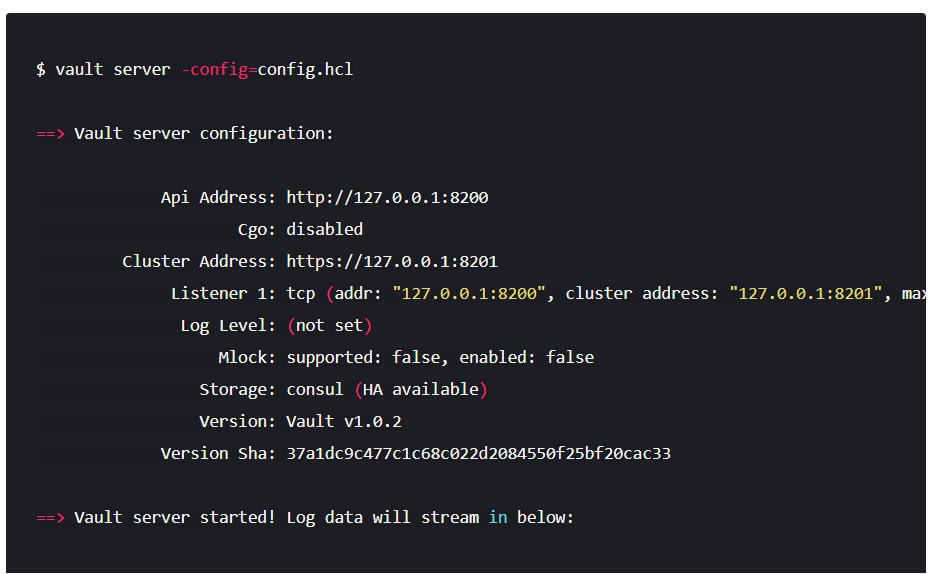 $ vault server -config=config.hcl
==> Vault server configuration:
Api Address: http://127.0.0.1:8200
Cgo: disabled
Cluster Address: https://127.0.0.1:8201
Listener 1: tcp (addr: "127.0.0.1:8200", cluster address: "127.0.0.1:8201", max
Log Level: (not set)
Mlock: supported: false, enabled: false
Storage: consul (HA available)
Version: Vault v1.0.2
Version Sha: 37a1dc9c477c1c68c022d2084550f25bf20cac33
==> Vault server started! Log data will stream in below: